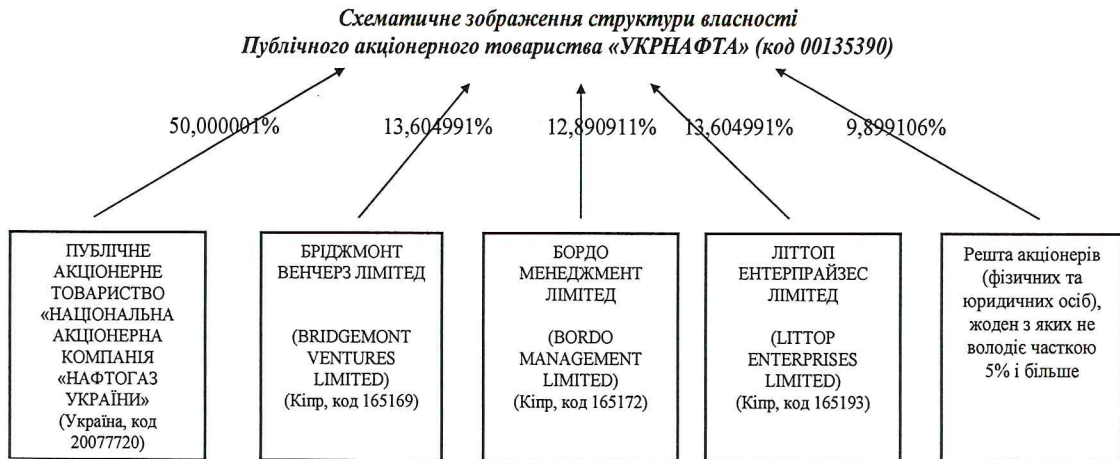 Схематичне зображення структури власності
Публічного акціонерного товариства «УКРНАФТА» (код 00135390)
50,000001% 13,604991% 12,890911% 13,604991% 9,899106%
ПУБЛІЧНЕ
АКЦІОНЕРНЕ
ТОВАРИСТВО
«НАЦІОНАЛЬНА
АКЦІОНЕРНА
КОМПАНІЯ
«НАФТОГАЗ
УКРАЇНИ»
(Україна, код
20077720)
БРІДЖМОНТ
ВЕНЧЕРЗ ЛІМІТЕД
(BRIDGEMONT
VENTURES
LIMITED)
(Кіпр, код 165169)
БОРДО
МЕНЕДЖМЕНТ
ЛІМІТЕД
(BORDO
MANAGEMENT
LIMITED)
(Кіпр, код 165172)
ЛІТТОП
ЕНТЕРПРАЙЗЕС
ЛІМІТЕД
(LITTOP
ENTERPRISES
LIMITED)
(Кіпр, код 165193)
Решта акціонерів
(фізичних та
юридичних осіб),
жоден з яких не
володіє часткою
5% і більше